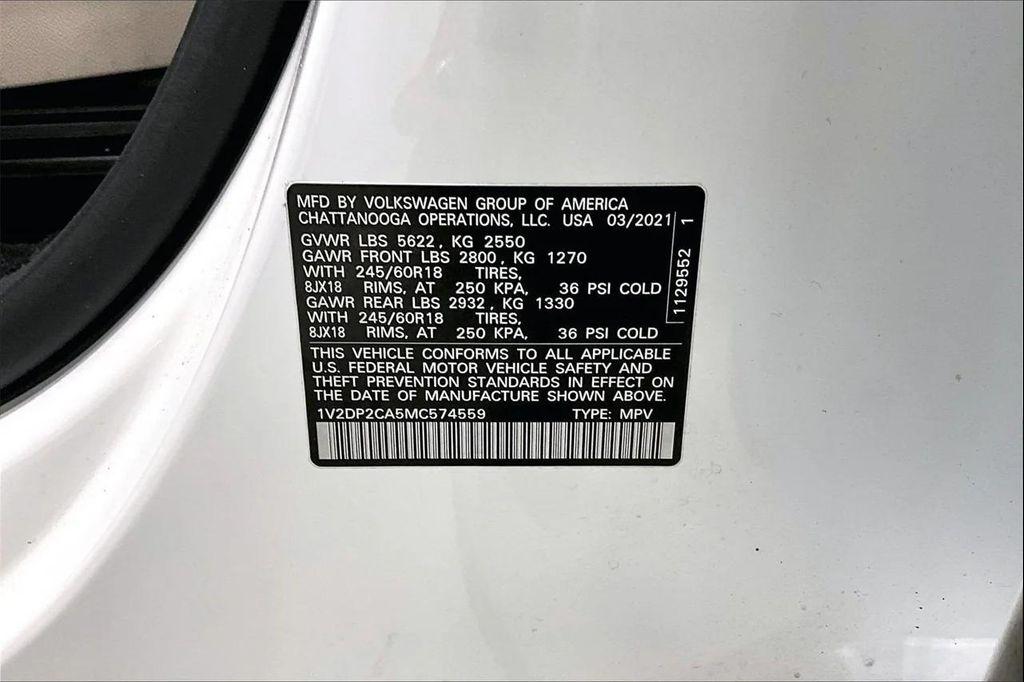 MFD BY VOLKSWAGEN GROUP OF AMERICA
CHATTANOOGA OPERATIONS, LLC. USA 03/2021
GVWR LBS 5622, KG 2550
GAWR FRONT LBS 2800, KG 1270
WITH 245/60R18 TIRES,
8JX18 RIMS, AT 250 KPA, 36 PSI COLD
GAWR REAR LBS 2932, KG 1330
WITH 245/60R18 TIRES,
8JX18 RIMS, AT 250 KPA, 36 PSI COLD
THIS VEHICLE CONFORMS TO ALL APPLICABLE
U.S. FEDERAL MOTOR VEHICLE SAFETY AND
THEFT PREVENTION STANDARDS IN EFFECT ON
THE DATE OF MANUFACTURE SHOWN ABOVE.
1V2DP2CA5MC574559 TYPE: MPV
1129552 1